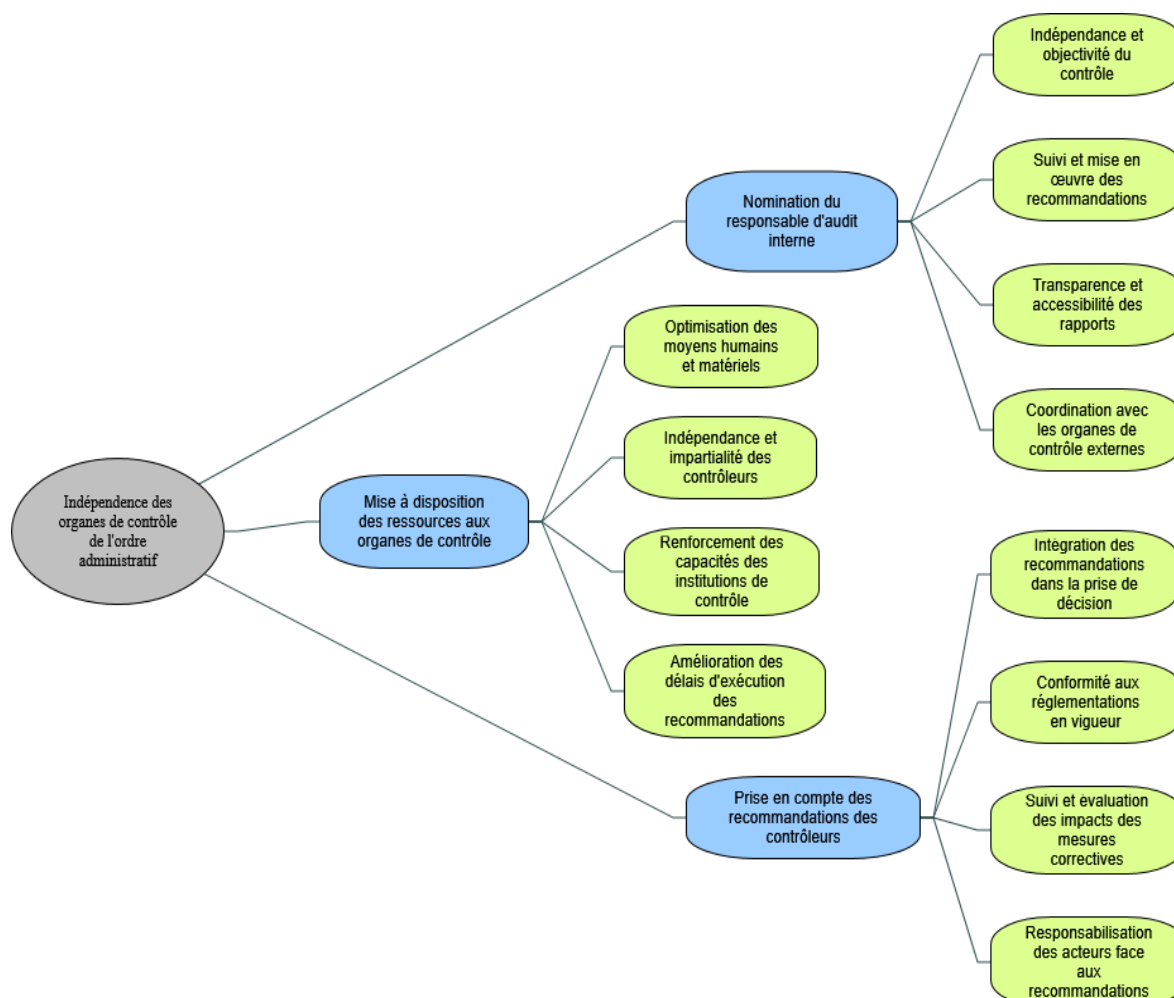 Indépendance et
objectivité du
contrôle
Suivi et mise en
œuvre des
recommandations
Nomination du
responsable d'audit
interne
Transparence et
accessibilité des
rapports
Optimisation des
moyens humains
et matériels
Coordination avec
les organes de
contrôle externes
Indépendance et
impartialité des
contrôleurs
Indépendence des
organes de contrôle
de l'ordre
administratif
Mise à disposition
des ressources aux
organes de contrôle
Renforcement des
capacités des
institutions de
contrôle
Intégration des
recommandations
dans la prise de
décision
Amélioration des
délais d'exécution
des
recommandations
Conformité aux
réglementations
en vigueur
Prise en compte des
recommandations des
contrôleurs
Suivi et évaluation
des impacts des
mesures
correctives
Responsabilisation
des acteurs face
aux
recommandations